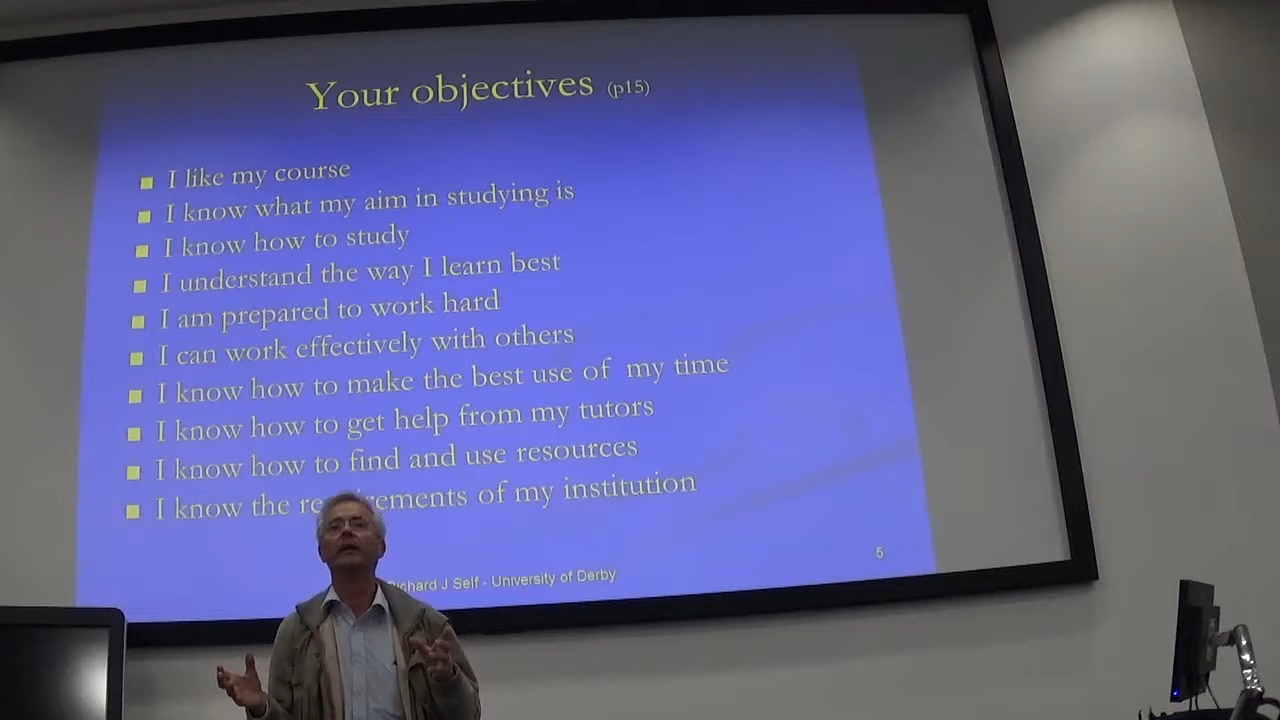 Your objectives (p15)
I like my course
I know what my aim in studying is
I know how to study
I understand the way I learn best
I am prepared to work hard
I can work effectively with others
I know how to make the best use of my time
I know how to get help from my tutors
I know how to find and use resources
I know the requirements of my institution
Richard J Self - University of Derby
5